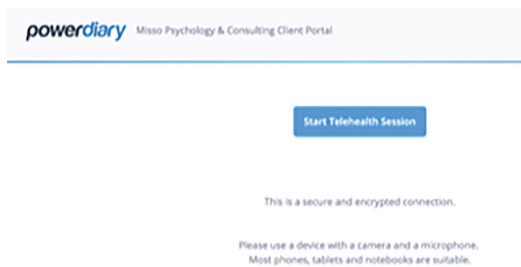 powerdiary Misso Psychology & Consulting Client Portal
Start Telehealth Session
This is a secure and encrypted connection.
Please use a device with a camera and a microphone.
Most phones, tablets and notebooks are suitable.